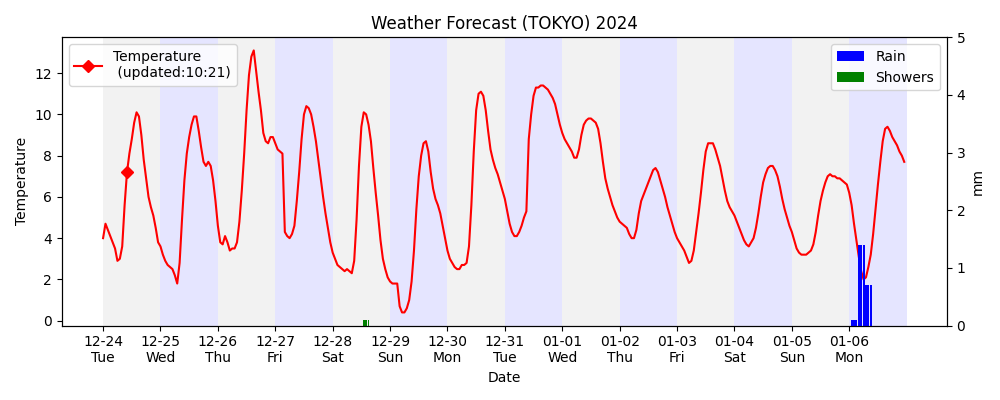 Weather Forecast (TOKYO) 2024
Temperature
(updated:10:21)
Rain
Showers
Temperature
12
10
8
6
4
2
0
5
4
3
2
1
0
mm
12-24 12-25 12-26 12-27 12-28 12-29 12-30 12-31 01-01 01-02 01-03 01-04 01-05 01-06
Tue Wed Thu Fri Sat Sun Mon Tue Wed Thu Fri Sat Sun Mon
Date